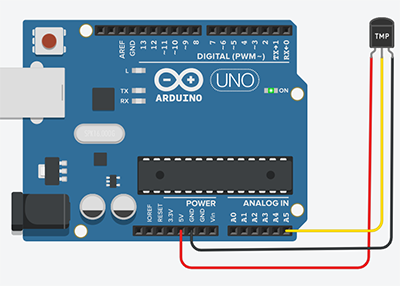 AREF
GND
13
12
~11
~10
~9
8
7
~6
~5
4
~3
2
TX→1
RX←0
DIGITAL (PWM ~)
TMP
L
TX
RX
UNO
ARDUINO
ON
POWER
ANALOG IN
IOREF
RESET
3.3V
5V
GND
GND
Vin
A0
A1
A2
A3
A4
A5